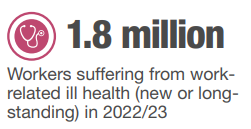 1.8 million
Workers suffering from work-
related ill health (new or long-
standing) in 2022/23